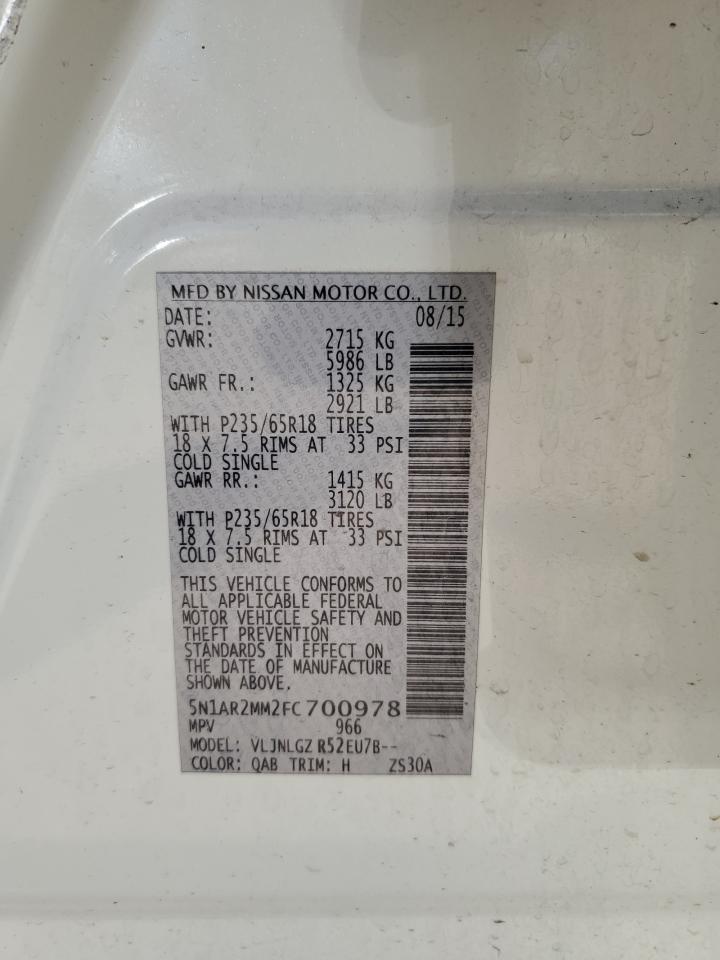 MFD BY NISSAN MOTOR CO., LTD.
DATE: 08/15
GVWR: 2715 KG
5986 LB
GAWR FR.: 1325 KG
2921 LB
WITH P235/65R18 TIRES
18 X 7.5 RIMS AT 33 PSI
COLD SINGLE
GAWR RR.: 1415 KG
3120 LB
WITH P235/65R18 TIRES
18 X 7.5 RIMS AT 33 PSI
COLD SINGLE
THIS VEHICLE CONFORMS TO
ALL APPLICABLE FEDERAL
MOTOR VEHICLE SAFETY AND
THEFT PREVENTION
STANDARDS IN EFFECT ON
THE DATE OF MANUFACTURE
SHOWN ABOVE.
5N1AR2MM2FC700978
MPV 966
MODEL: VLJNLGZ R52EU7B--
COLOR: QAB TRIM: H ZS30A